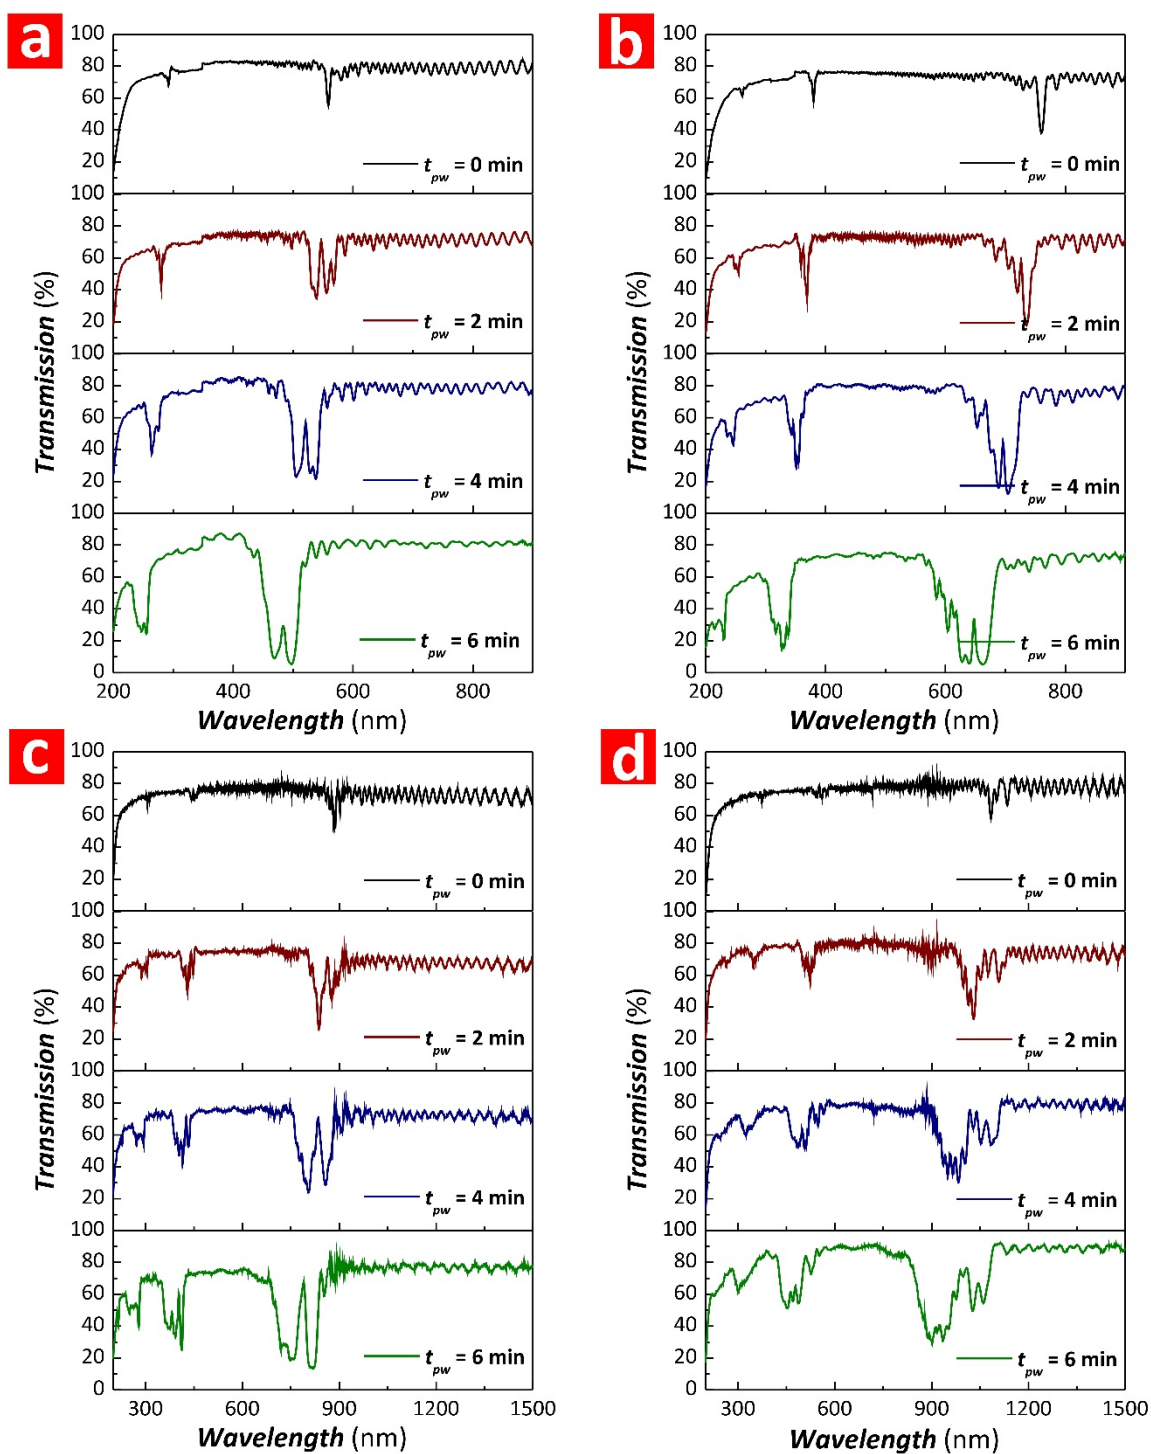 a
100
80
60
40
20
t_pw = 0 min
100
80
60
40
20
t_pw = 2 min
100
80
60
40
20
t_pw = 4 min
100
80
60
40
20
0
t_pw = 6 min
200 400 600 800
Transmission (%)
Wavelength (nm)
b
100
80
60
40
20
t_pw = 0 min
100
80
60
40
20
t_pw = 2 min
100
80
60
40
20
t_pw = 4 min
100
80
60
40
20
0
t_pw = 6 min
200 400 600 800
Transmission (%)
Wavelength (nm)
c
100
80
60
40
20
t_pw = 0 min
100
80
60
40
20
t_pw = 2 min
100
80
60
40
20
t_pw = 4 min
100
80
60
40
20
0
t_pw = 6 min
300 600 900 1200 1500
Transmission (%)
Wavelength (nm)
d
100
80
60
40
20
t_pw = 0 min
100
80
60
40
20
t_pw = 2 min
100
80
60
40
20
t_pw = 4 min
100
80
60
40
20
0
t_pw = 6 min
300 600 900 1200 1500
Transmission (%)
Wavelength (nm)